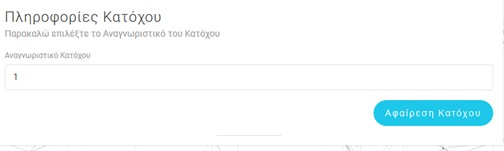 Πληροφορίες Κατόχου
Παρακαλώ επιλέξτε το Αναγνωριστικό του Κατόχου
Αναγνωριστικό Κατόχου
1
Αφαίρεση Κατόχου